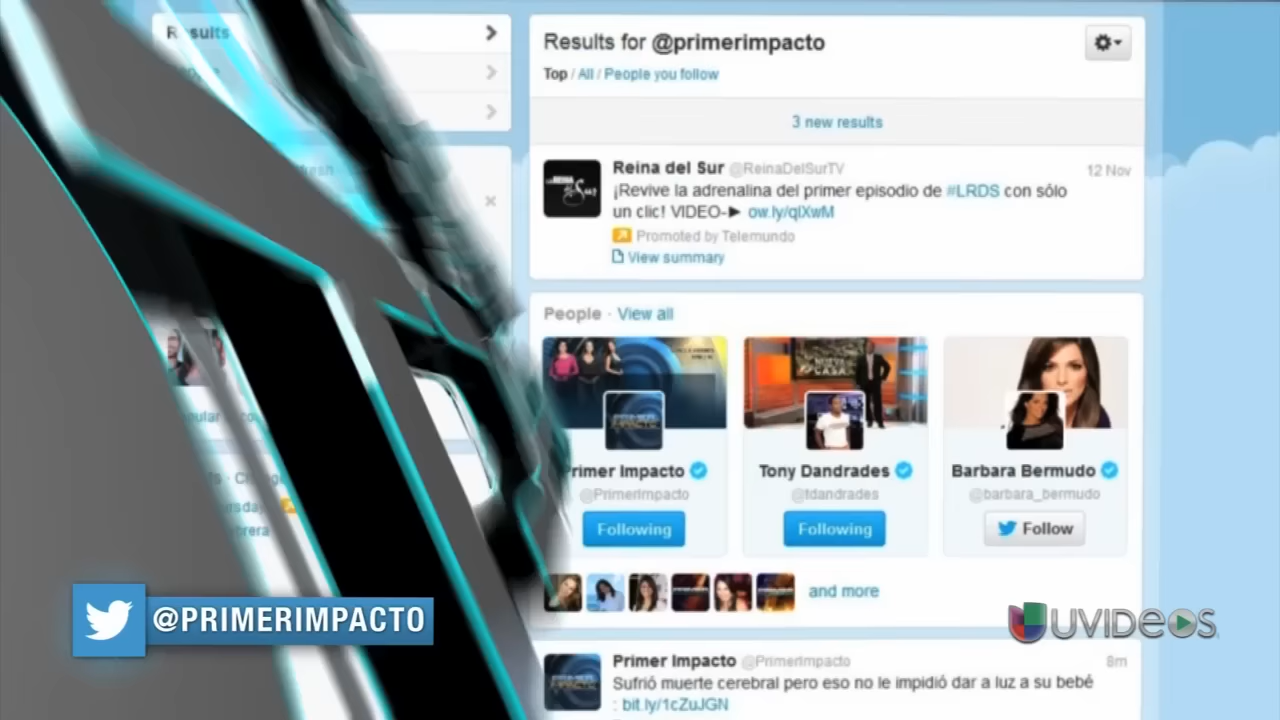 Results
Results for @primerimpacto
Top / All / People you follow
3 new results
Reina del Sur @ReinaDelSurTV
12 Nov
¡Revive la adrenalina del primer episodio de #LRDS con sólo
un clic! VIDEO-► ow.ly/qlXwM
Promoted by Telemundo
View summary
People · View all
Primer Impacto
@PrimerImpacto
Following
Tony Dandrades
@tdandrades
Following
Barbara Bermudo
@barbara_bermudo
Follow
and more
@PRIMERIMPACTO
UVIDEOS
Primer Impacto @PrimerImpacto
8m
Sufrió muerte cerebral pero eso no le impidió dar a luz a su bebé
: bit.ly/1cZuJGN